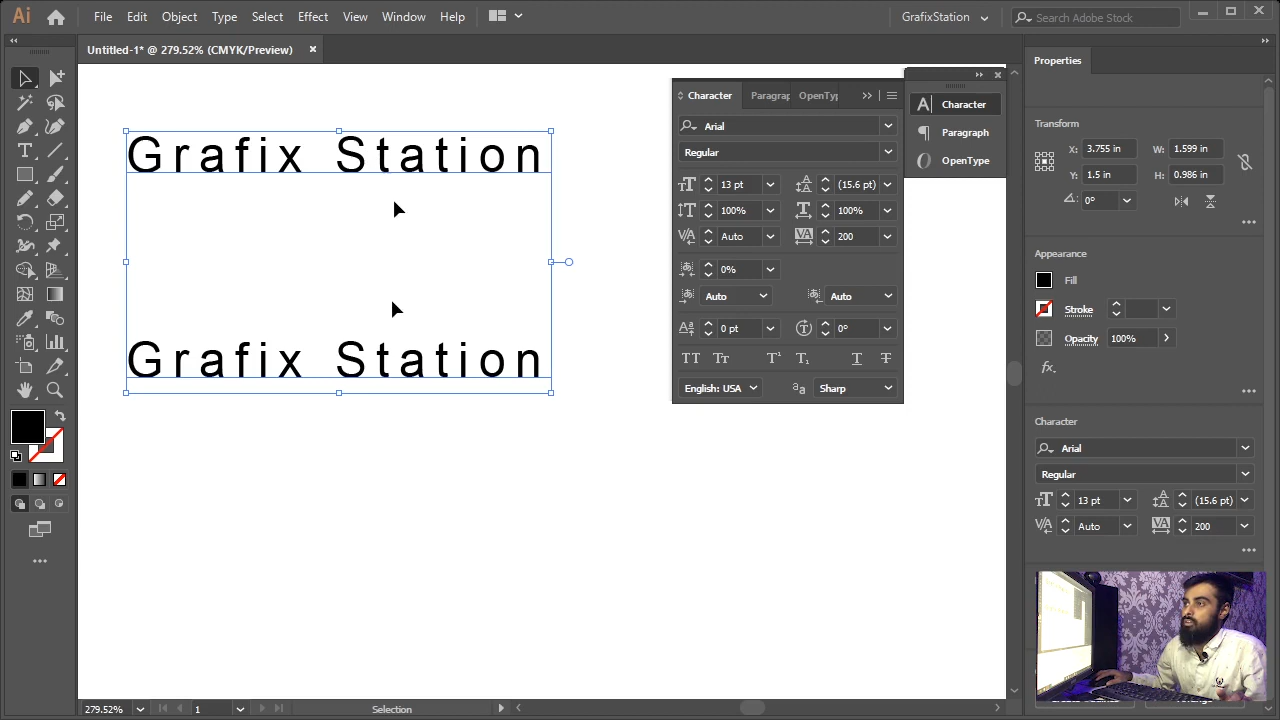 Ai File Edit Object Type Select Effect View Window Help GrafixStation Search Adobe Stock
Untitled-1* @ 279.52% (CMYK/Preview)
Properties
Character Paragrap OpenTyp
Character
Paragraph
OpenType
Arial
Regular
13 pt (15.6 pt)
100% 100%
Auto 200
0%
Auto Auto
0 pt 0°
English: USA Sharp
Grafix Station
Grafix Station
Transform
X: 3.755 in W: 1.599 in
Y: 1.5 in H: 0.986 in
0°
Appearance
Fill
Stroke
Opacity 100%
fx
Character
Arial
Regular
13 pt (15.6 pt)
Auto 200
279.52% 1 Selection